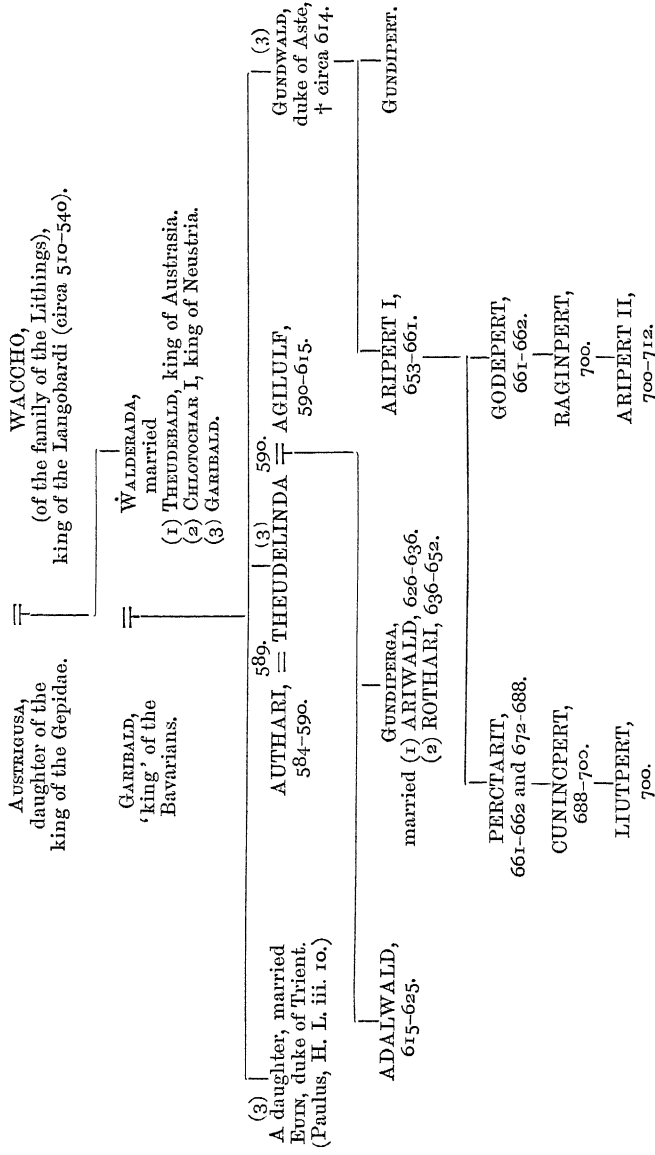 AUSTRIGUSA,
daughter of the
king of the Gepidae.
=
WACCHO,
(of the family of the Lithings),
king of the Langobardi (circa 510–540).
GARIBALD,
‘king’ of the
Bavarians.
=
WALDERADA,
married
(1) THEUDEBALD, king of Austrasia.
(2) CHLOTOCHAR I, king of Neustria.
(3) GARIBALD.
(3)
A daughter, married
EUIN, duke of Trient.
(Paulus, H. L. iii. 10.)
589. (3) 590.
AUTHARI, = THEUDELINDA = AGILULF,
584–590.
590–615.
(3)
GUNDWALD,
duke of Aste,
† circa 614.
ADALWALD,
615–625.
GUNDIPERGA,
married (1) ARIWALD, 626–636.
(2) ROTHARI, 636–652.
ARIPERT I,
653–661.
GUNDIPERT.
PERCTARIT,
661–662 and 672–688.
CUNINCPERT,
688–700.
LIUTPERT,
700.
GODEPERT,
661–662.
RAGINPERT,
700.
ARIPERT II,
700–712.